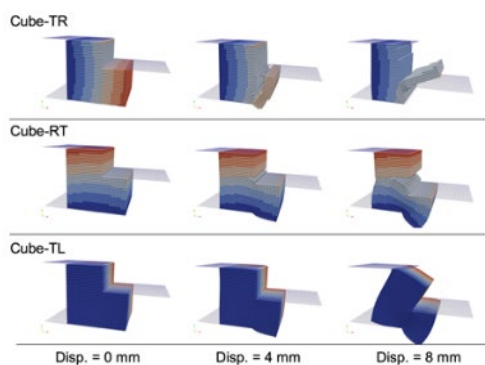 Cube-TR
Cube-RT
Cube-TL
Disp. = 0 mm Disp. = 4 mm Disp. = 8 mm